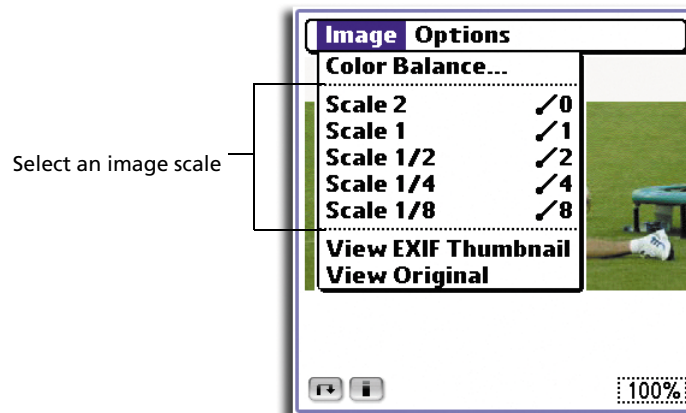 Image Options
Color Balance...
Scale 2 /0
Scale 1 /1
Scale 1/2 /2
Scale 1/4 /4
Scale 1/8 /8
View EXIF Thumbnail
View Original
Select an image scale
i
100%